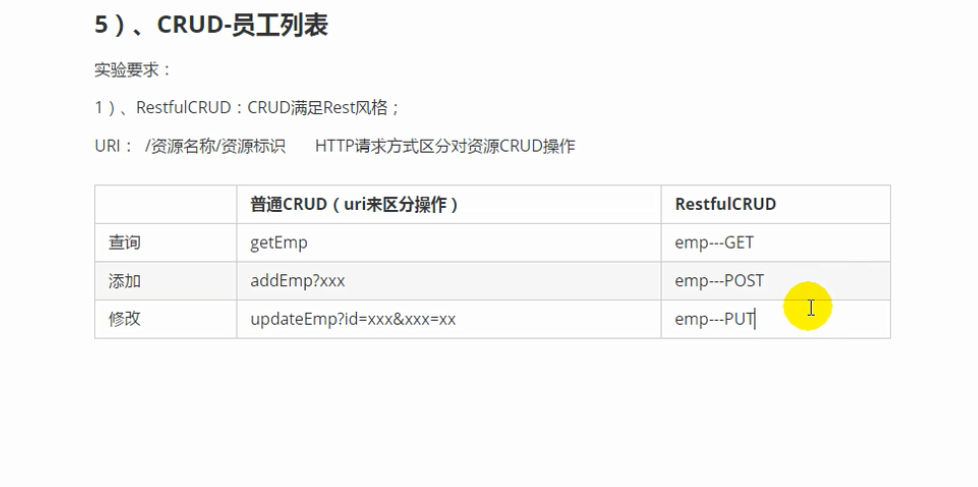 5）、CRUD-员工列表
实验要求：
1）、RestfulCRUD：CRUD满足Rest风格；
URI： /资源名称/资源标识 HTTP请求方式区分对资源CRUD操作
普通CRUD（uri来区分操作） RestfulCRUD
查询 getEmp emp---GET
添加 addEmp?xxx emp---POST
修改 updateEmp?id=xxx&xxx=xx emp---PUT